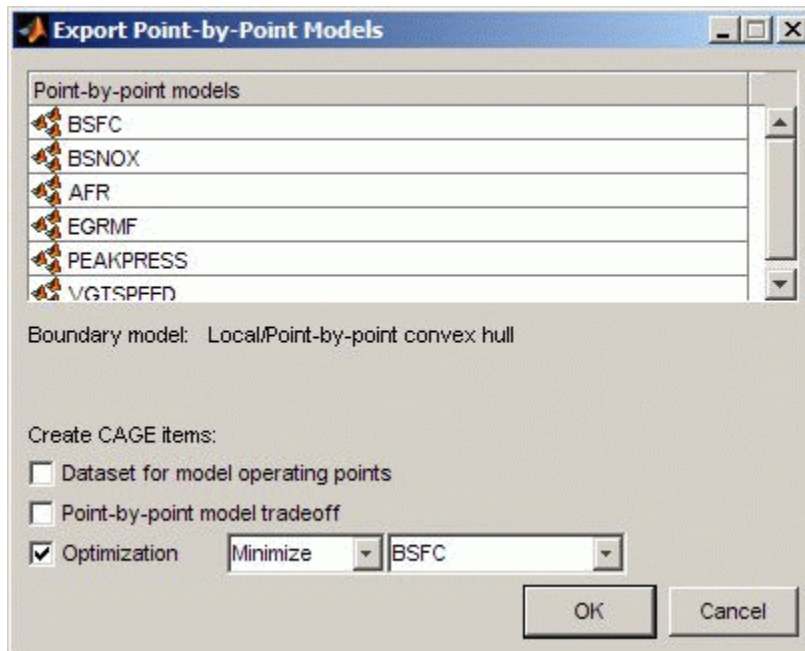 Export Point-by-Point Models
Point-by-point models
BSFC
BSNOX
AFR
EGRMF
PEAKPRESS
VGTSPEED
Boundary model: Local/Point-by-point convex hull
Create CAGE items:
Dataset for model operating points
Point-by-point model tradeoff
Optimization Minimize BSFC
OK Cancel